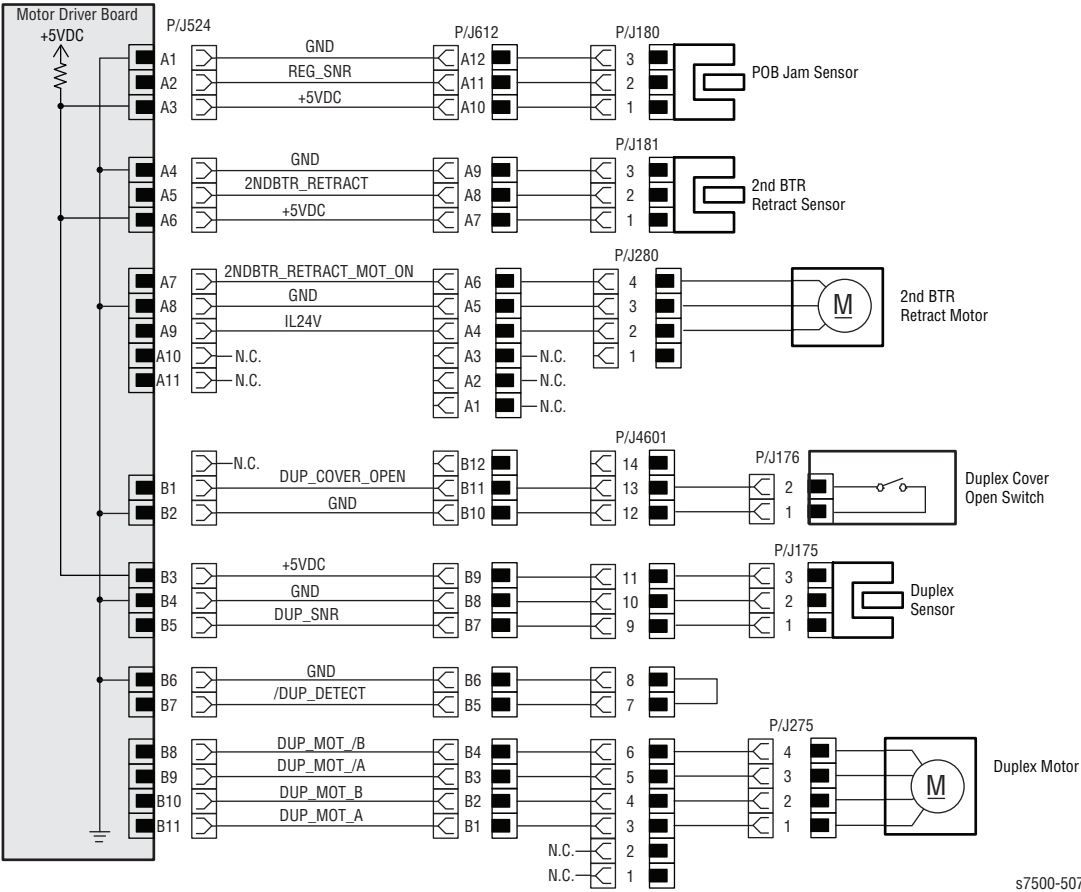 Motor Driver Board
+5VDC
P/J524
P/J612
P/J180
A1 GND A12 3
A2 REG_SNR A11 2
A3 +5VDC A10 1
POB Jam Sensor
P/J181
A4 GND A9 3
A5 2NDBTR_RETRACT A8 2
A6 +5VDC A7 1
2nd BTR
Retract Sensor
P/J280
A7 2NDBTR_RETRACT_MOT_ON A6 4
A8 GND A5 3
A9 IL24V A4 2
A10 N.C. A3 N.C. 1
A11 N.C. A2 N.C.
A1 N.C.
M
2nd BTR
Retract Motor
P/J4601
P/J176
N.C. B12 14
B1 DUP_COVER_OPEN B11 13 2
B2 GND B10 12 1
Duplex Cover
Open Switch
P/J175
B3 +5VDC B9 11 3
B4 GND B8 10 2
B5 DUP_SNR B7 9 1
Duplex
Sensor
B6 GND B6 8
B7 /DUP_DETECT B5 7
P/J275
B8 DUP_MOT_/B B4 6 4
B9 DUP_MOT_/A B3 5 3
B10 DUP_MOT_B B2 4 2
B11 DUP_MOT_A B1 3 1
M
Duplex Motor
N.C. 2
N.C. 1
s7500-507